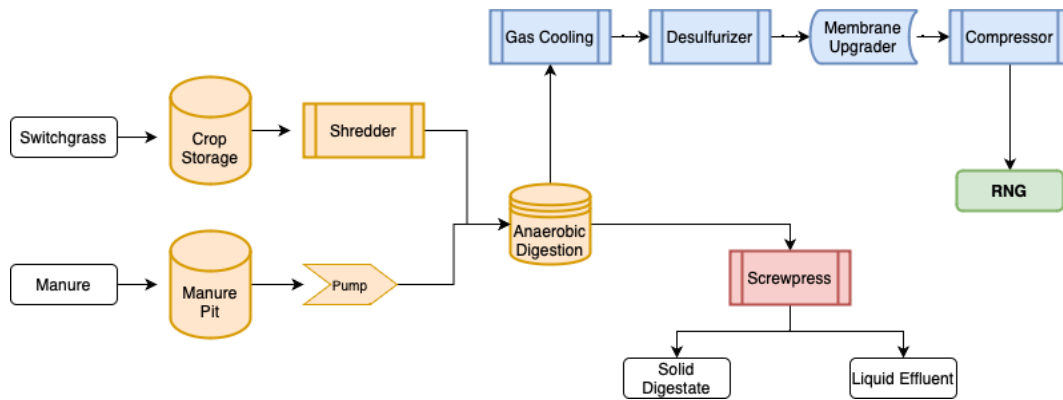 Gas Cooling
Desulfurizer
Membrane
Upgrader
Compressor
Switchgrass
Crop
Storage
Shredder
RNG
Anaerobic
Digestion
Manure
Manure
Pit
Pump
Screwpress
Solid
Digestate
Liquid Effluent